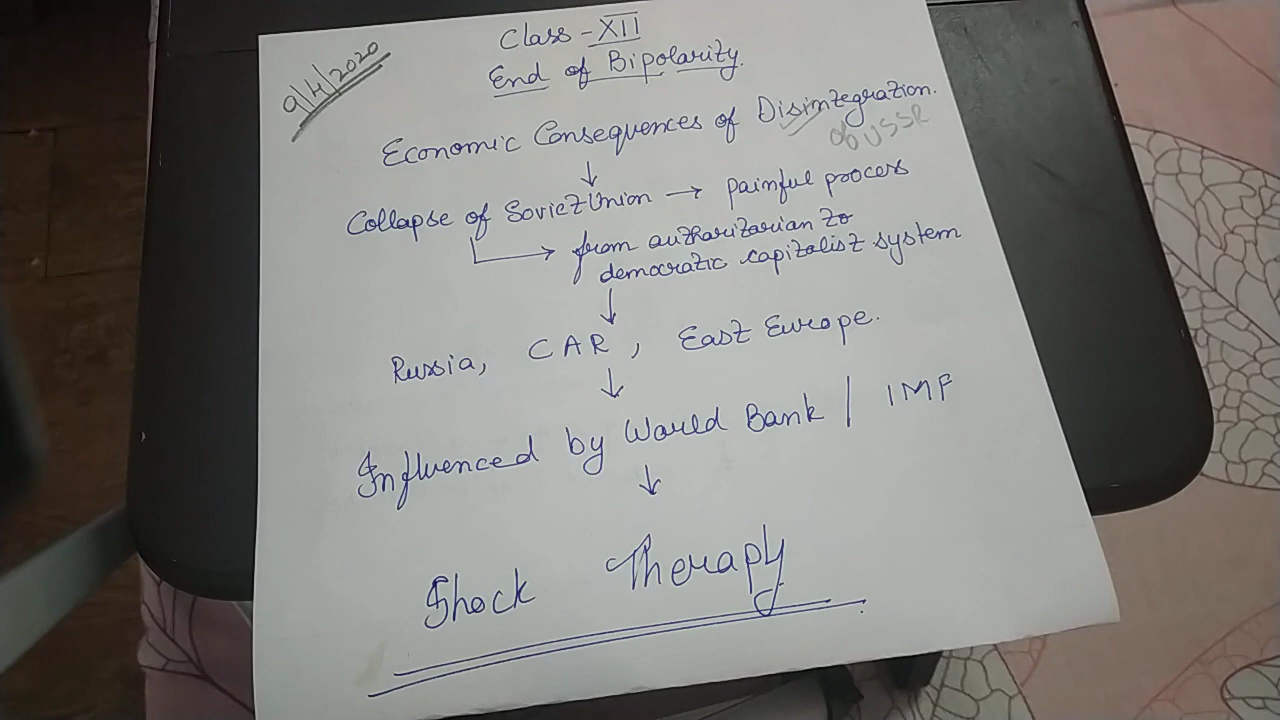 9/4/2020
Class - XII
End of Bipolarity.
Economic Consequences of Disintegration.
of USSR
↓
Collapse of Soviet Union → painful process
→ from autharitarian to
democratic capitalist system
↓
Russia, CAR, East Europe.
↓
Influenced by World Bank / IMF
↓
Shock Therapy